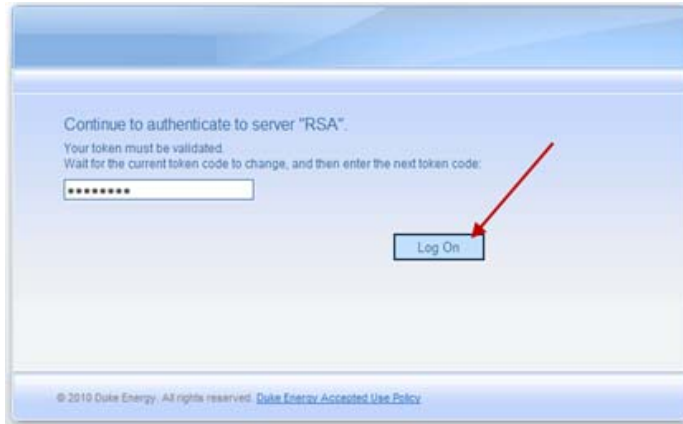 Continue to authenticate to server "RSA".
Your token must be validated.
Wait for the current token code to change, and then enter the next token code:
••••••••
Log On
© 2010 Duke Energy. All rights reserved. Duke Energy Accepted Use Policy